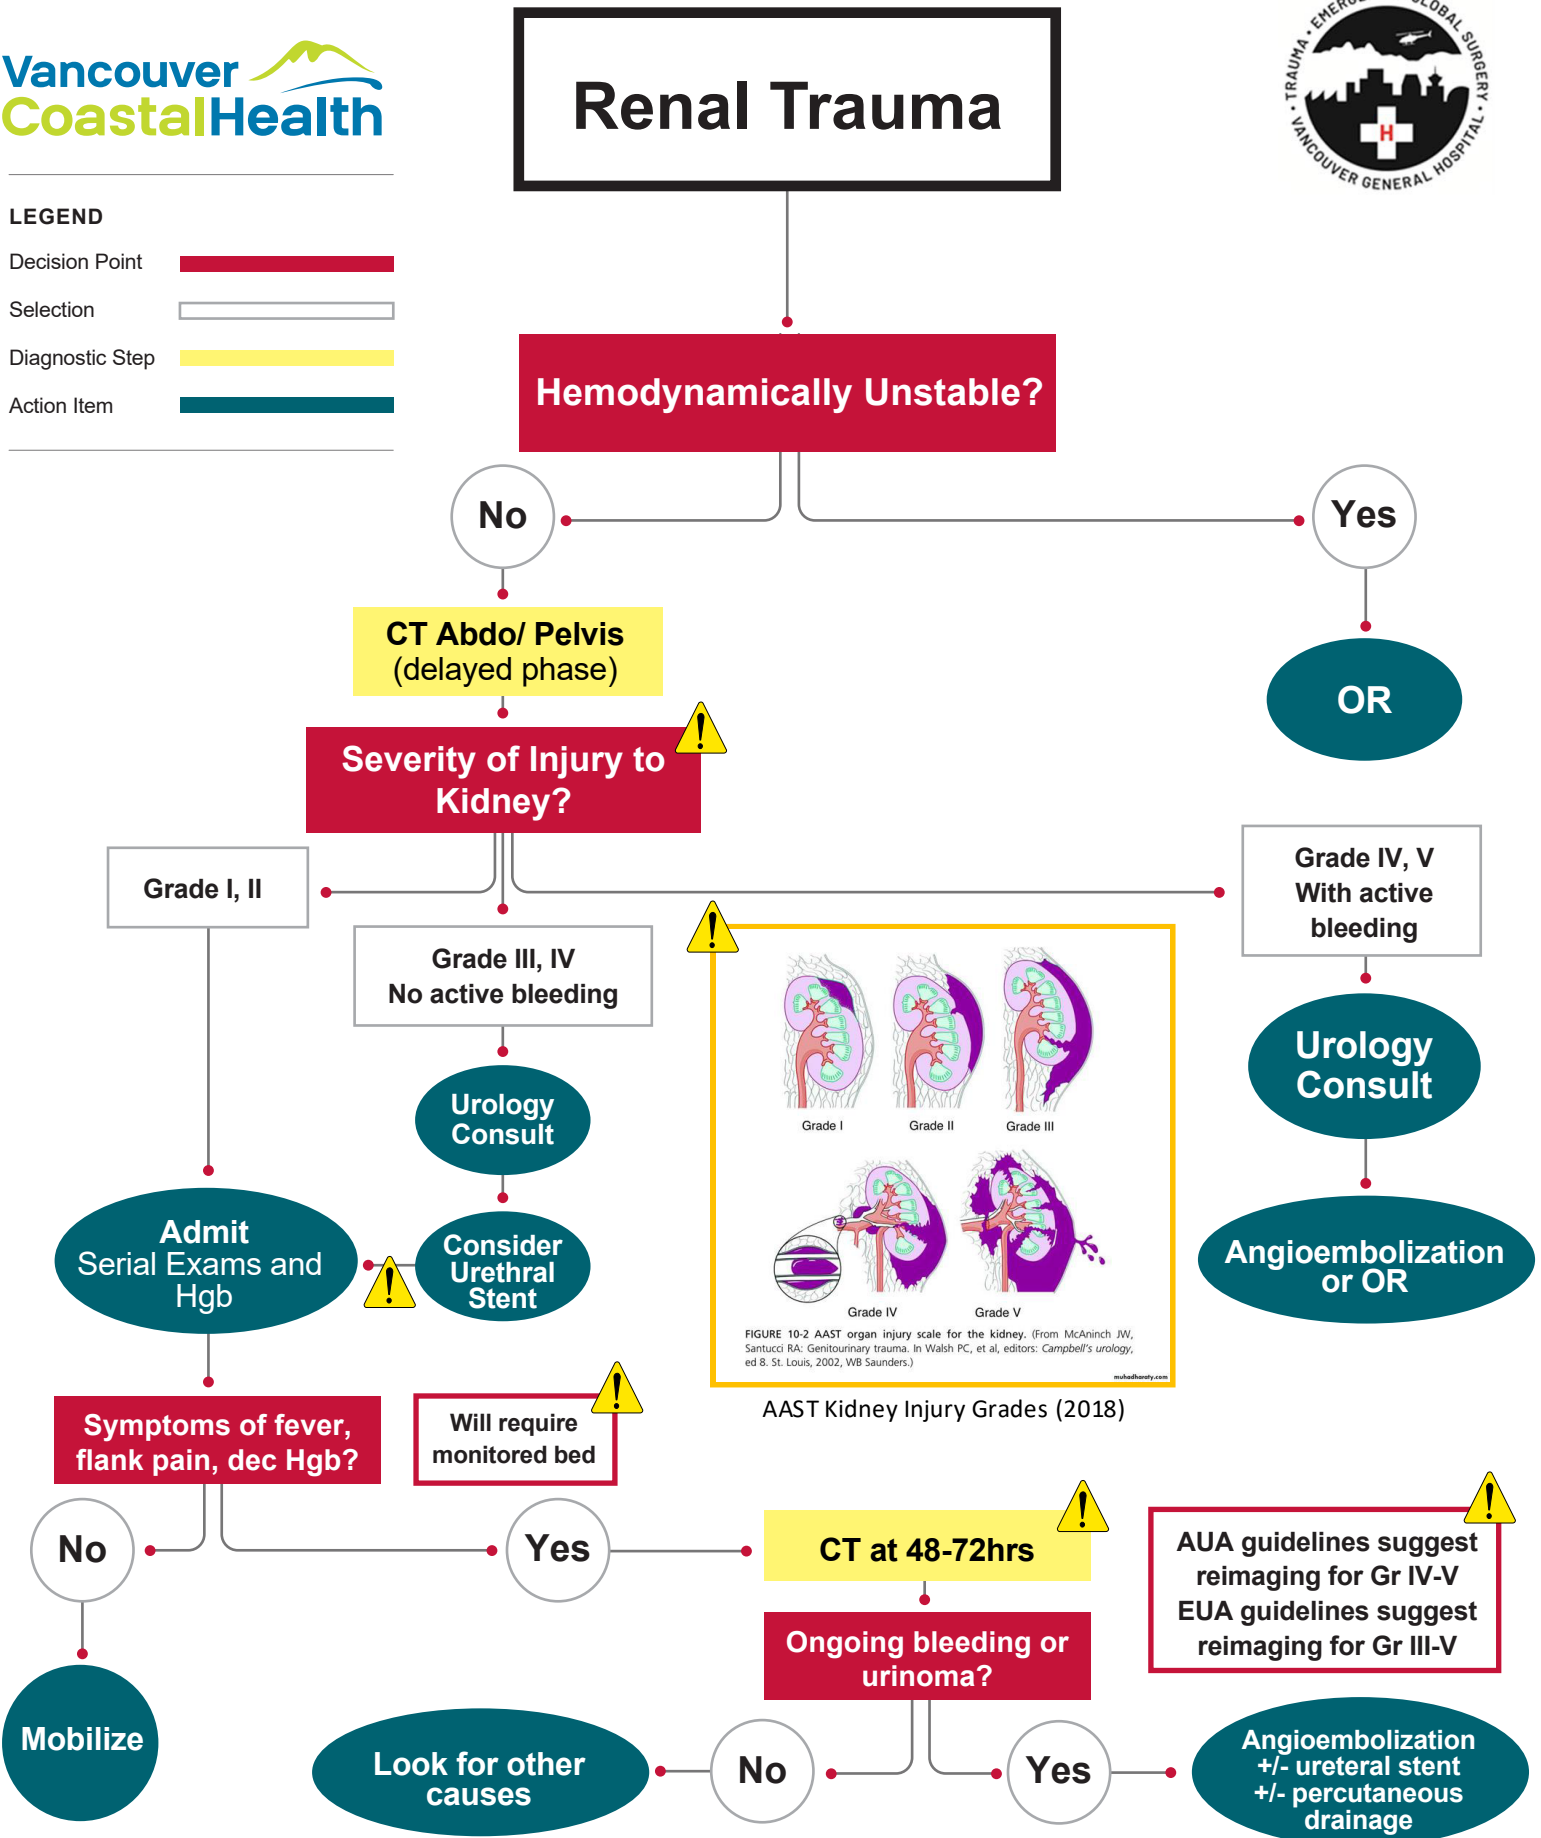 Vancouver
CoastalHealth
Renal Trauma
TRAUMA • EMERGENCY • GLOBAL SURGERY •
VANCOUVER GENERAL HOSPITAL •
H
LEGEND
Decision Point
Selection
Diagnostic Step
Action Item
Hemodynamically Unstable?
No
Yes
CT Abdo/ Pelvis
(delayed phase)
OR
!
Severity of Injury to
Kidney?
Grade I, II
Grade III, IV
No active bleeding
Grade IV, V
With active
bleeding
Urology
Consult
Consider
Urethral
Stent
!
Admit
Serial Exams and
Hgb
Urology
Consult
Angioembolization
or OR
!
Grade I
Grade II
Grade III
Grade IV
Grade V
FIGURE 10-2 AAST organ injury scale for the kidney. (From McAninch JW,
Santucci RA: Genitourinary trauma. In Walsh PC, et al, editors: Campbell's urology,
ed 8. St. Louis, 2002, WB Saunders.)
muhadharaty.com
AAST Kidney Injury Grades (2018)
Symptoms of fever,
flank pain, dec Hgb?
!
Will require
monitored bed
No
Yes
Mobilize
!
CT at 48-72hrs
!
AUA guidelines suggest
reimaging for Gr IV-V
EUA guidelines suggest
reimaging for Gr III-V
Ongoing bleeding or
urinoma?
No
Yes
Look for other
causes
Angioembolization
+/- ureteral stent
+/- percutaneous
drainage